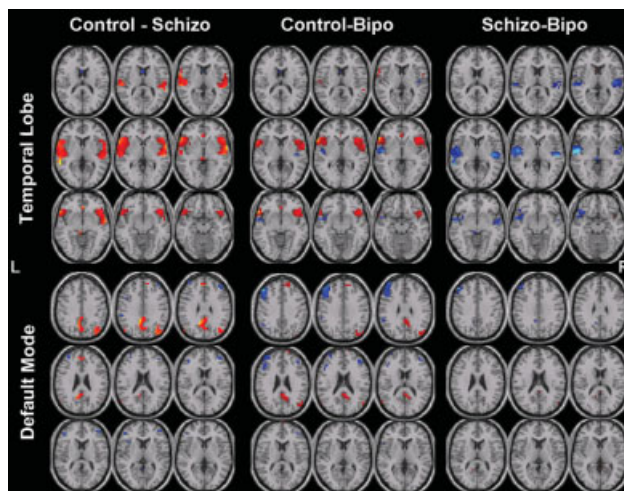 Control - Schizo
Control-Bipo
Schizo-Bipo
Temporal Lobe
L
R
Default Mode